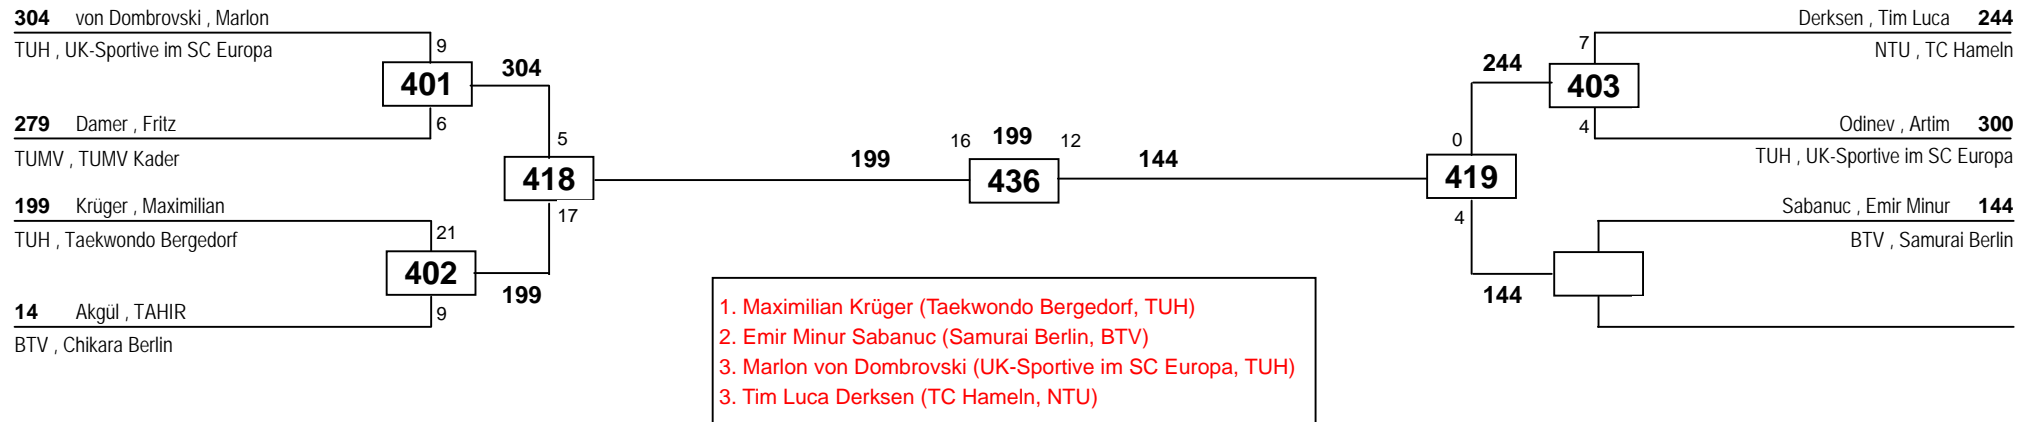 304 von Dombrovski , Marlon
TUH , UK-Sportive im SC Europa
9
401
304
6
279 Damer , Fritz
TUMV , TUMV Kader
5
418
17
199 Krüger , Maximilian
TUH , Taekwondo Bergedorf
21
402
199
9
14 Akgül , TAHIR
BTV , Chikara Berlin
199
16 199 12
436
144
Derksen , Tim Luca 244
NTU , TC Hameln
7
244
403
4
Odinev , Artim 300
TUH , UK-Sportive im SC Europa
0
419
4
Sabanuc , Emir Minur 144
BTV , Samurai Berlin
144
1. Maximilian Krüger (Taekwondo Bergedorf, TUH)
2. Emir Minur Sabanuc (Samurai Berlin, BTV)
3. Marlon von Dombrovski (UK-Sportive im SC Europa, TUH)
3. Tim Luca Derksen (TC Hameln, NTU)